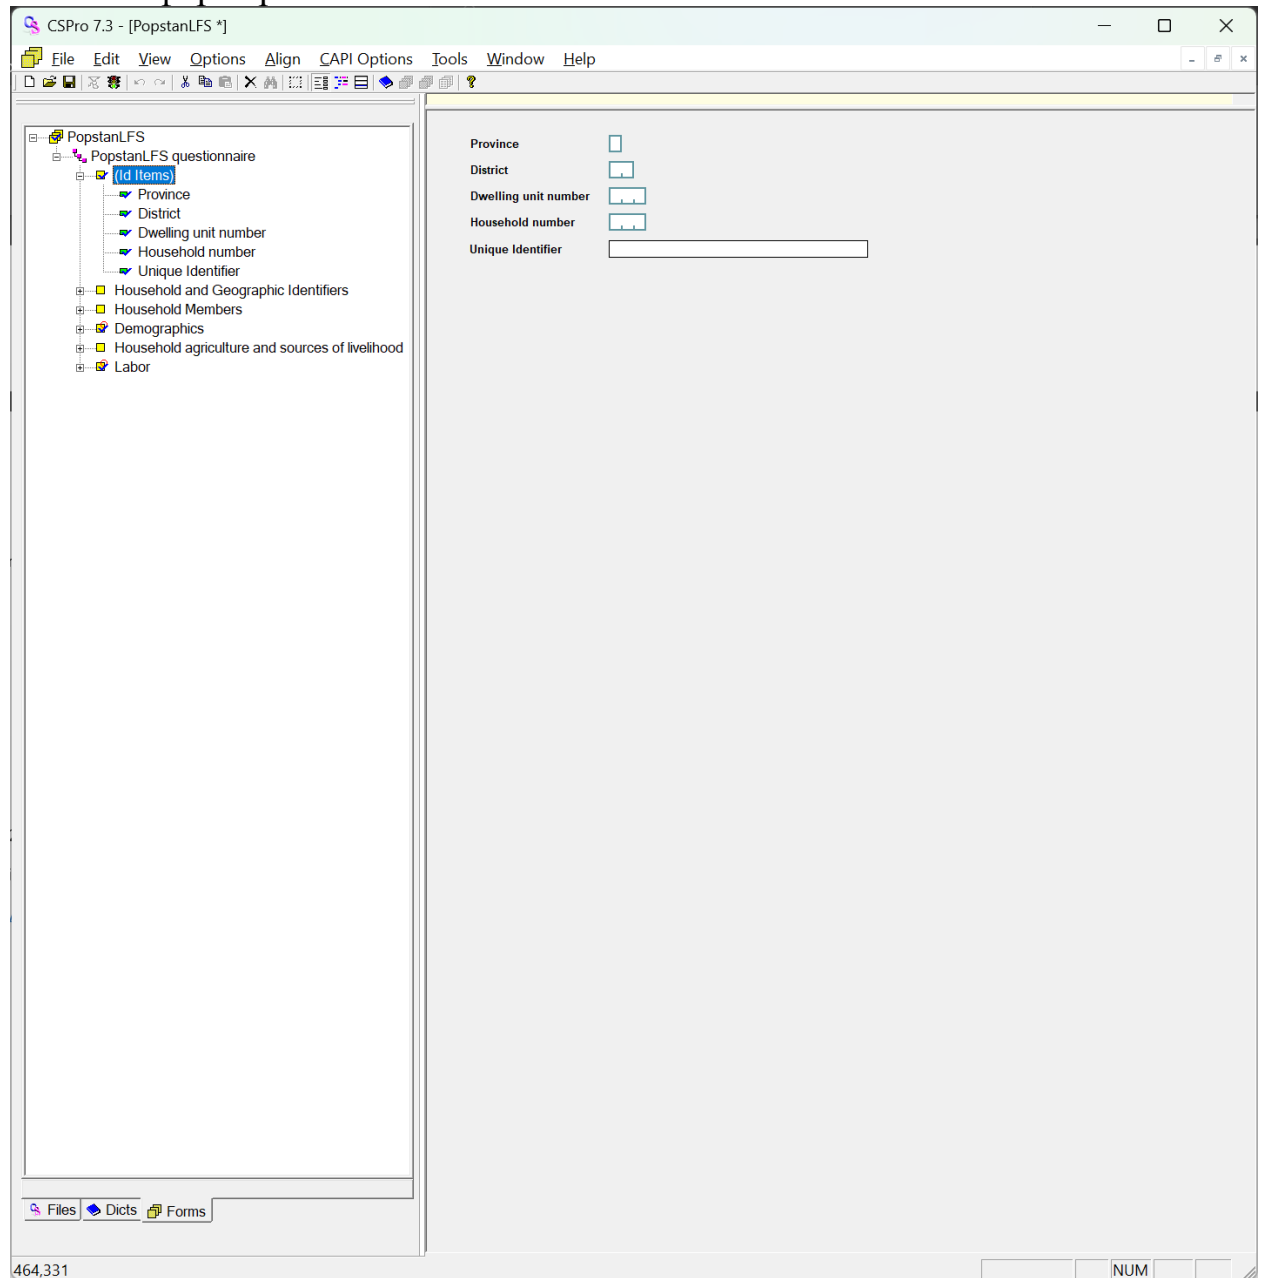 CSPro 7.3 - [PopstanLFS *]
File Edit View Options Align CAPI Options Tools Window Help
PopstanLFS
PopstanLFS questionnaire
(Id Items)
Province
District
Dwelling unit number
Household number
Unique Identifier
Household and Geographic Identifiers
Household Members
Demographics
Household agriculture and sources of livelihood
Labor
Province
District
Dwelling unit number
Household number
Unique Identifier
Files Dicts Forms
464,331
NUM